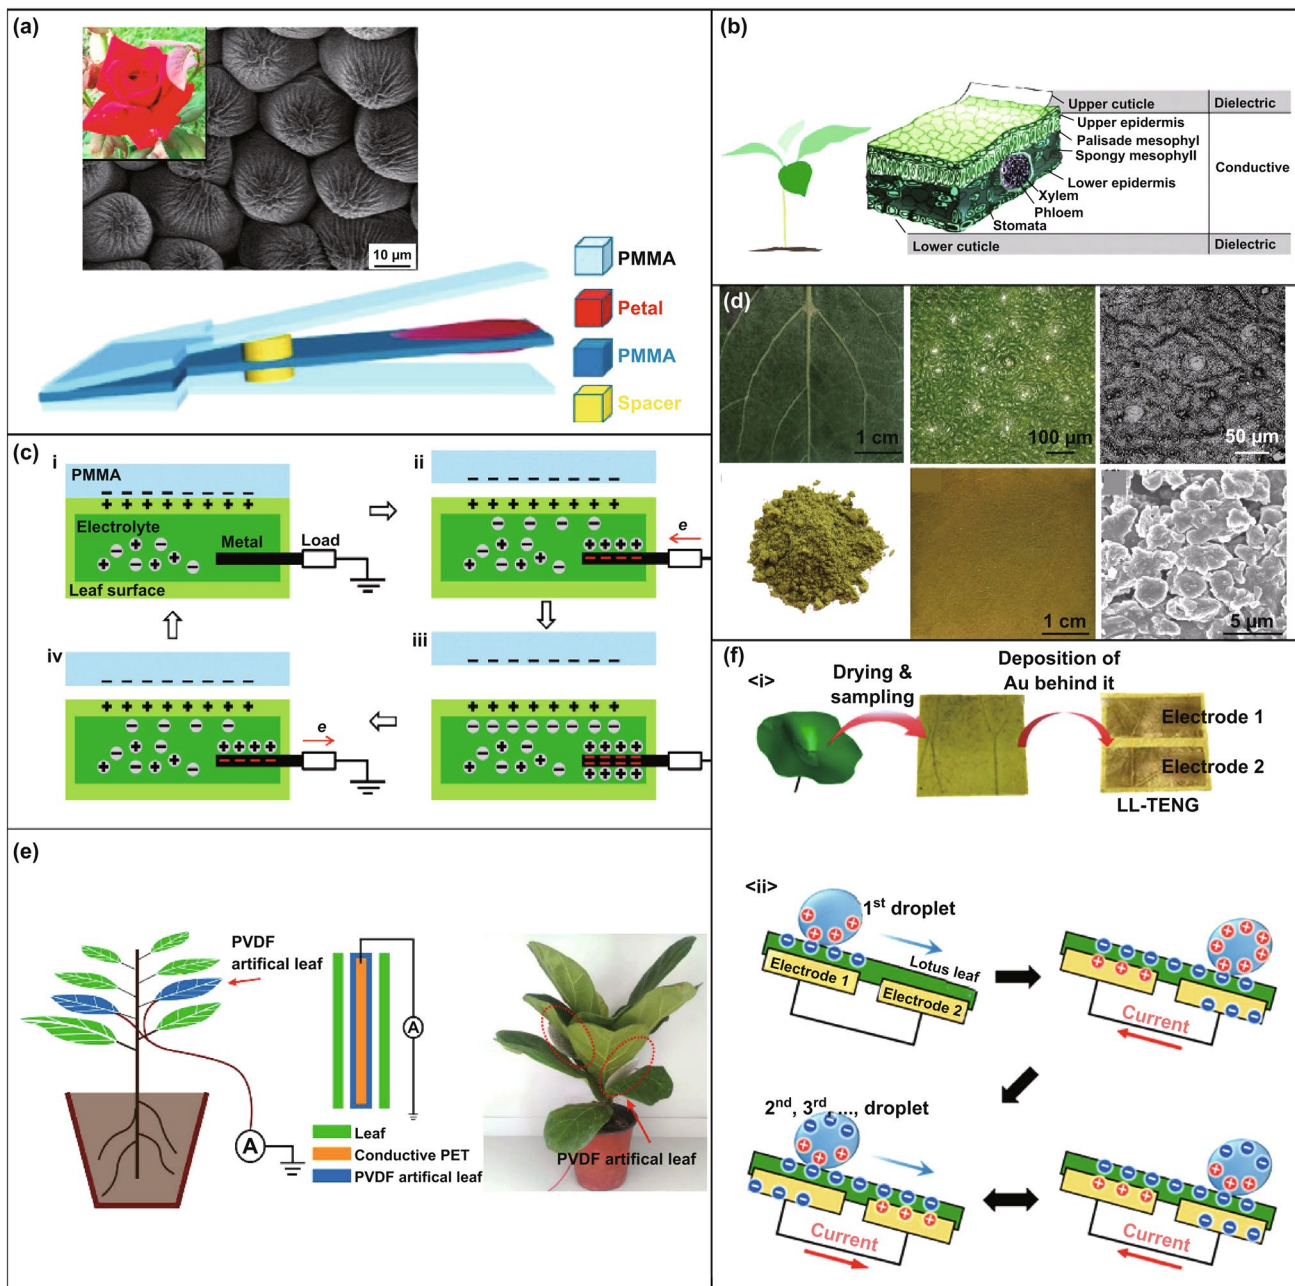 (a)
10 µm
PMMA
Petal
PMMA
Spacer
(b)
Upper cuticle
Dielectric
Upper epidermis
Palisade mesophyl
Spongy mesophyll
Conductive
Lower epidermis
Xylem
Phloem
Stomata
Lower cuticle
Dielectric
(c)
i
PMMA
Electrolyte
Metal
Load
Leaf surface
ii
e
iii
iv
e
(d)
1 cm
100 µm
50 µm
1 cm
5 µm
(e)
PVDF
artifical leaf
A
A
Leaf
Conductive PET
PVDF artifical leaf
PVDF artifical leaf
(f)
<i>
Drying &
sampling
Deposition of
Au behind it
Electrode 1
Electrode 2
LL-TENG
<ii>
1st droplet
Lotus leaf
Electrode 1
Electrode 2
Current
2nd, 3rd, ..., droplet
Current
Current